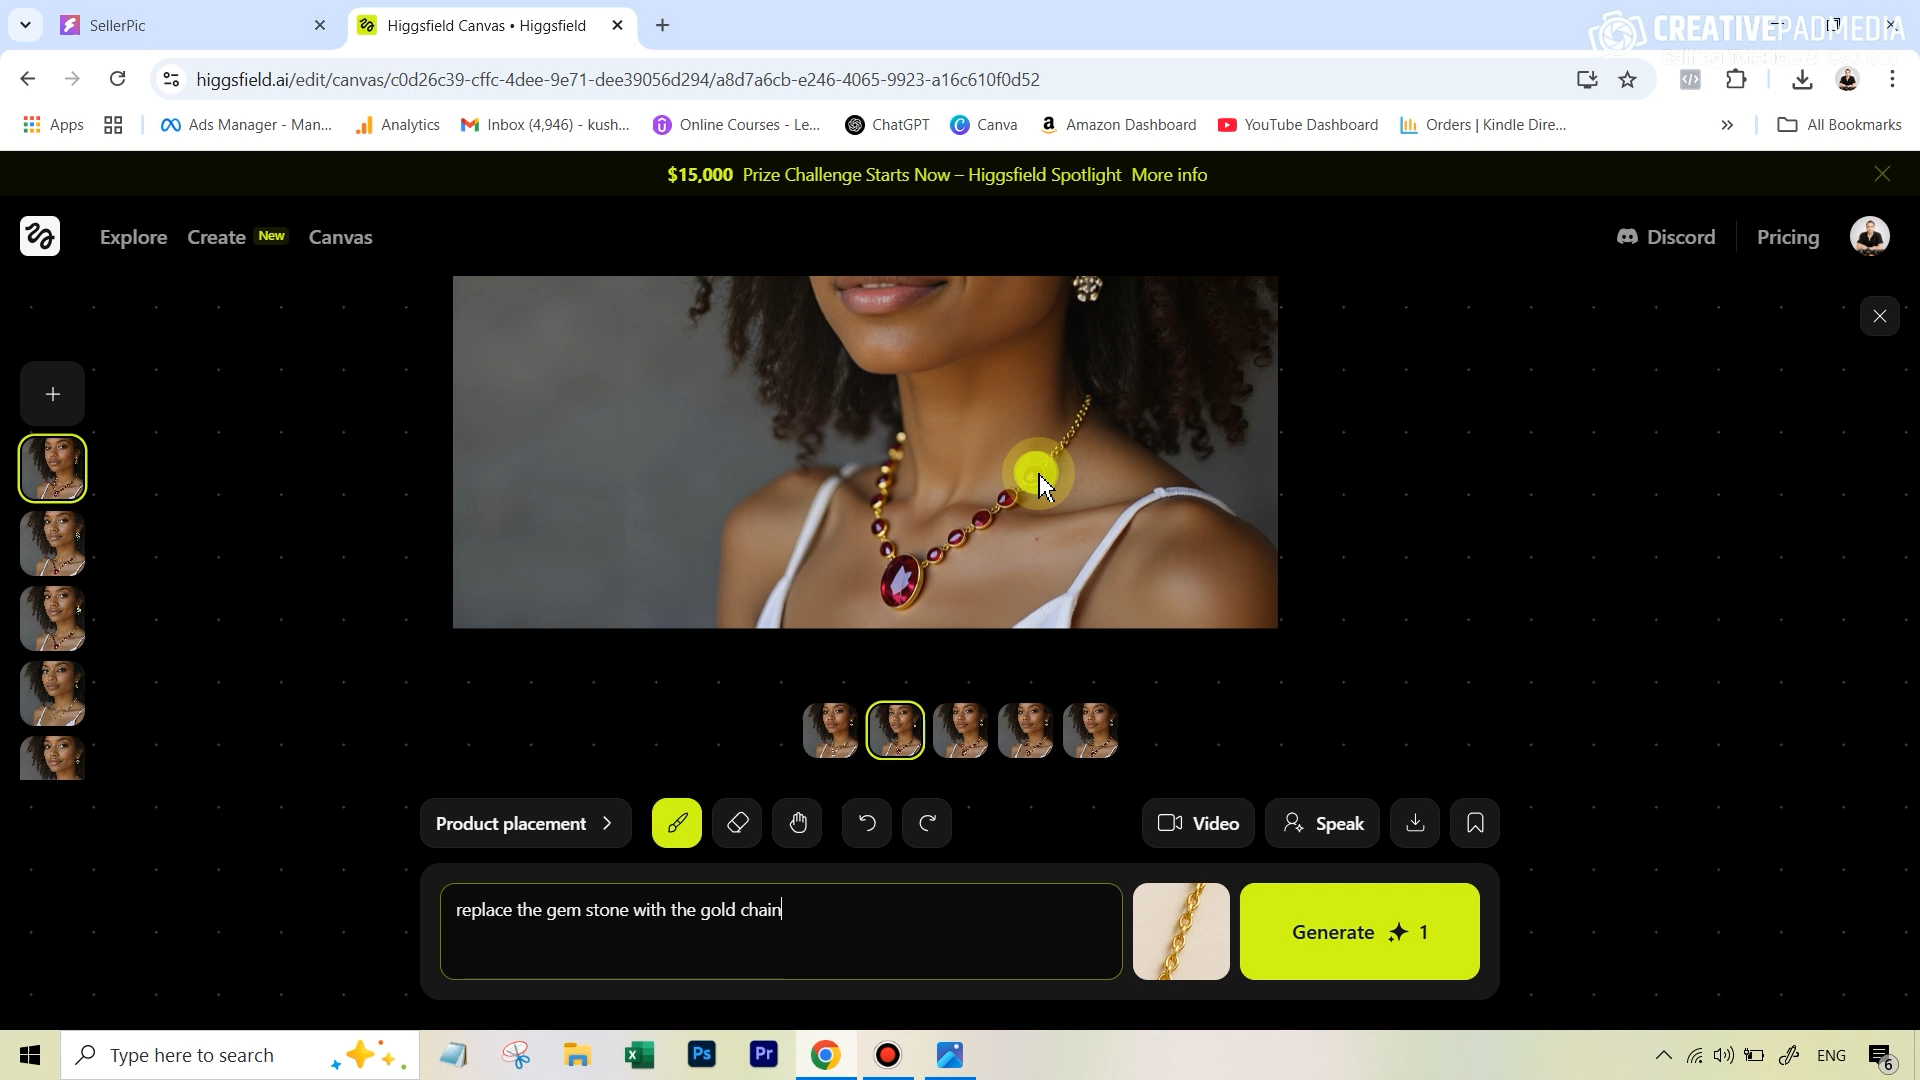 SellerPic
Higgsfield Canvas • Higgsfield
CREATIVEPADMEDIA
higgsfield.ai/edit/canvas/c0d26c39-cffc-4dee-9e71-dee39056d294/a8d7a6cb-e246-4065-9923-a16c610f0d52
Apps
Ads Manager - Man...
Analytics
Inbox (4,946) - kush...
Online Courses - Le...
ChatGPT
Canva
Amazon Dashboard
YouTube Dashboard
Orders | Kindle Dire...
All Bookmarks
$15,000 Prize Challenge Starts Now – Higgsfield Spotlight More info
Explore
Create New
Canvas
Discord
Pricing
Product placement
Video
Speak
replace the gem stone with the gold chain
Generate 1
Type here to search
Ps
Pr
ENG
6